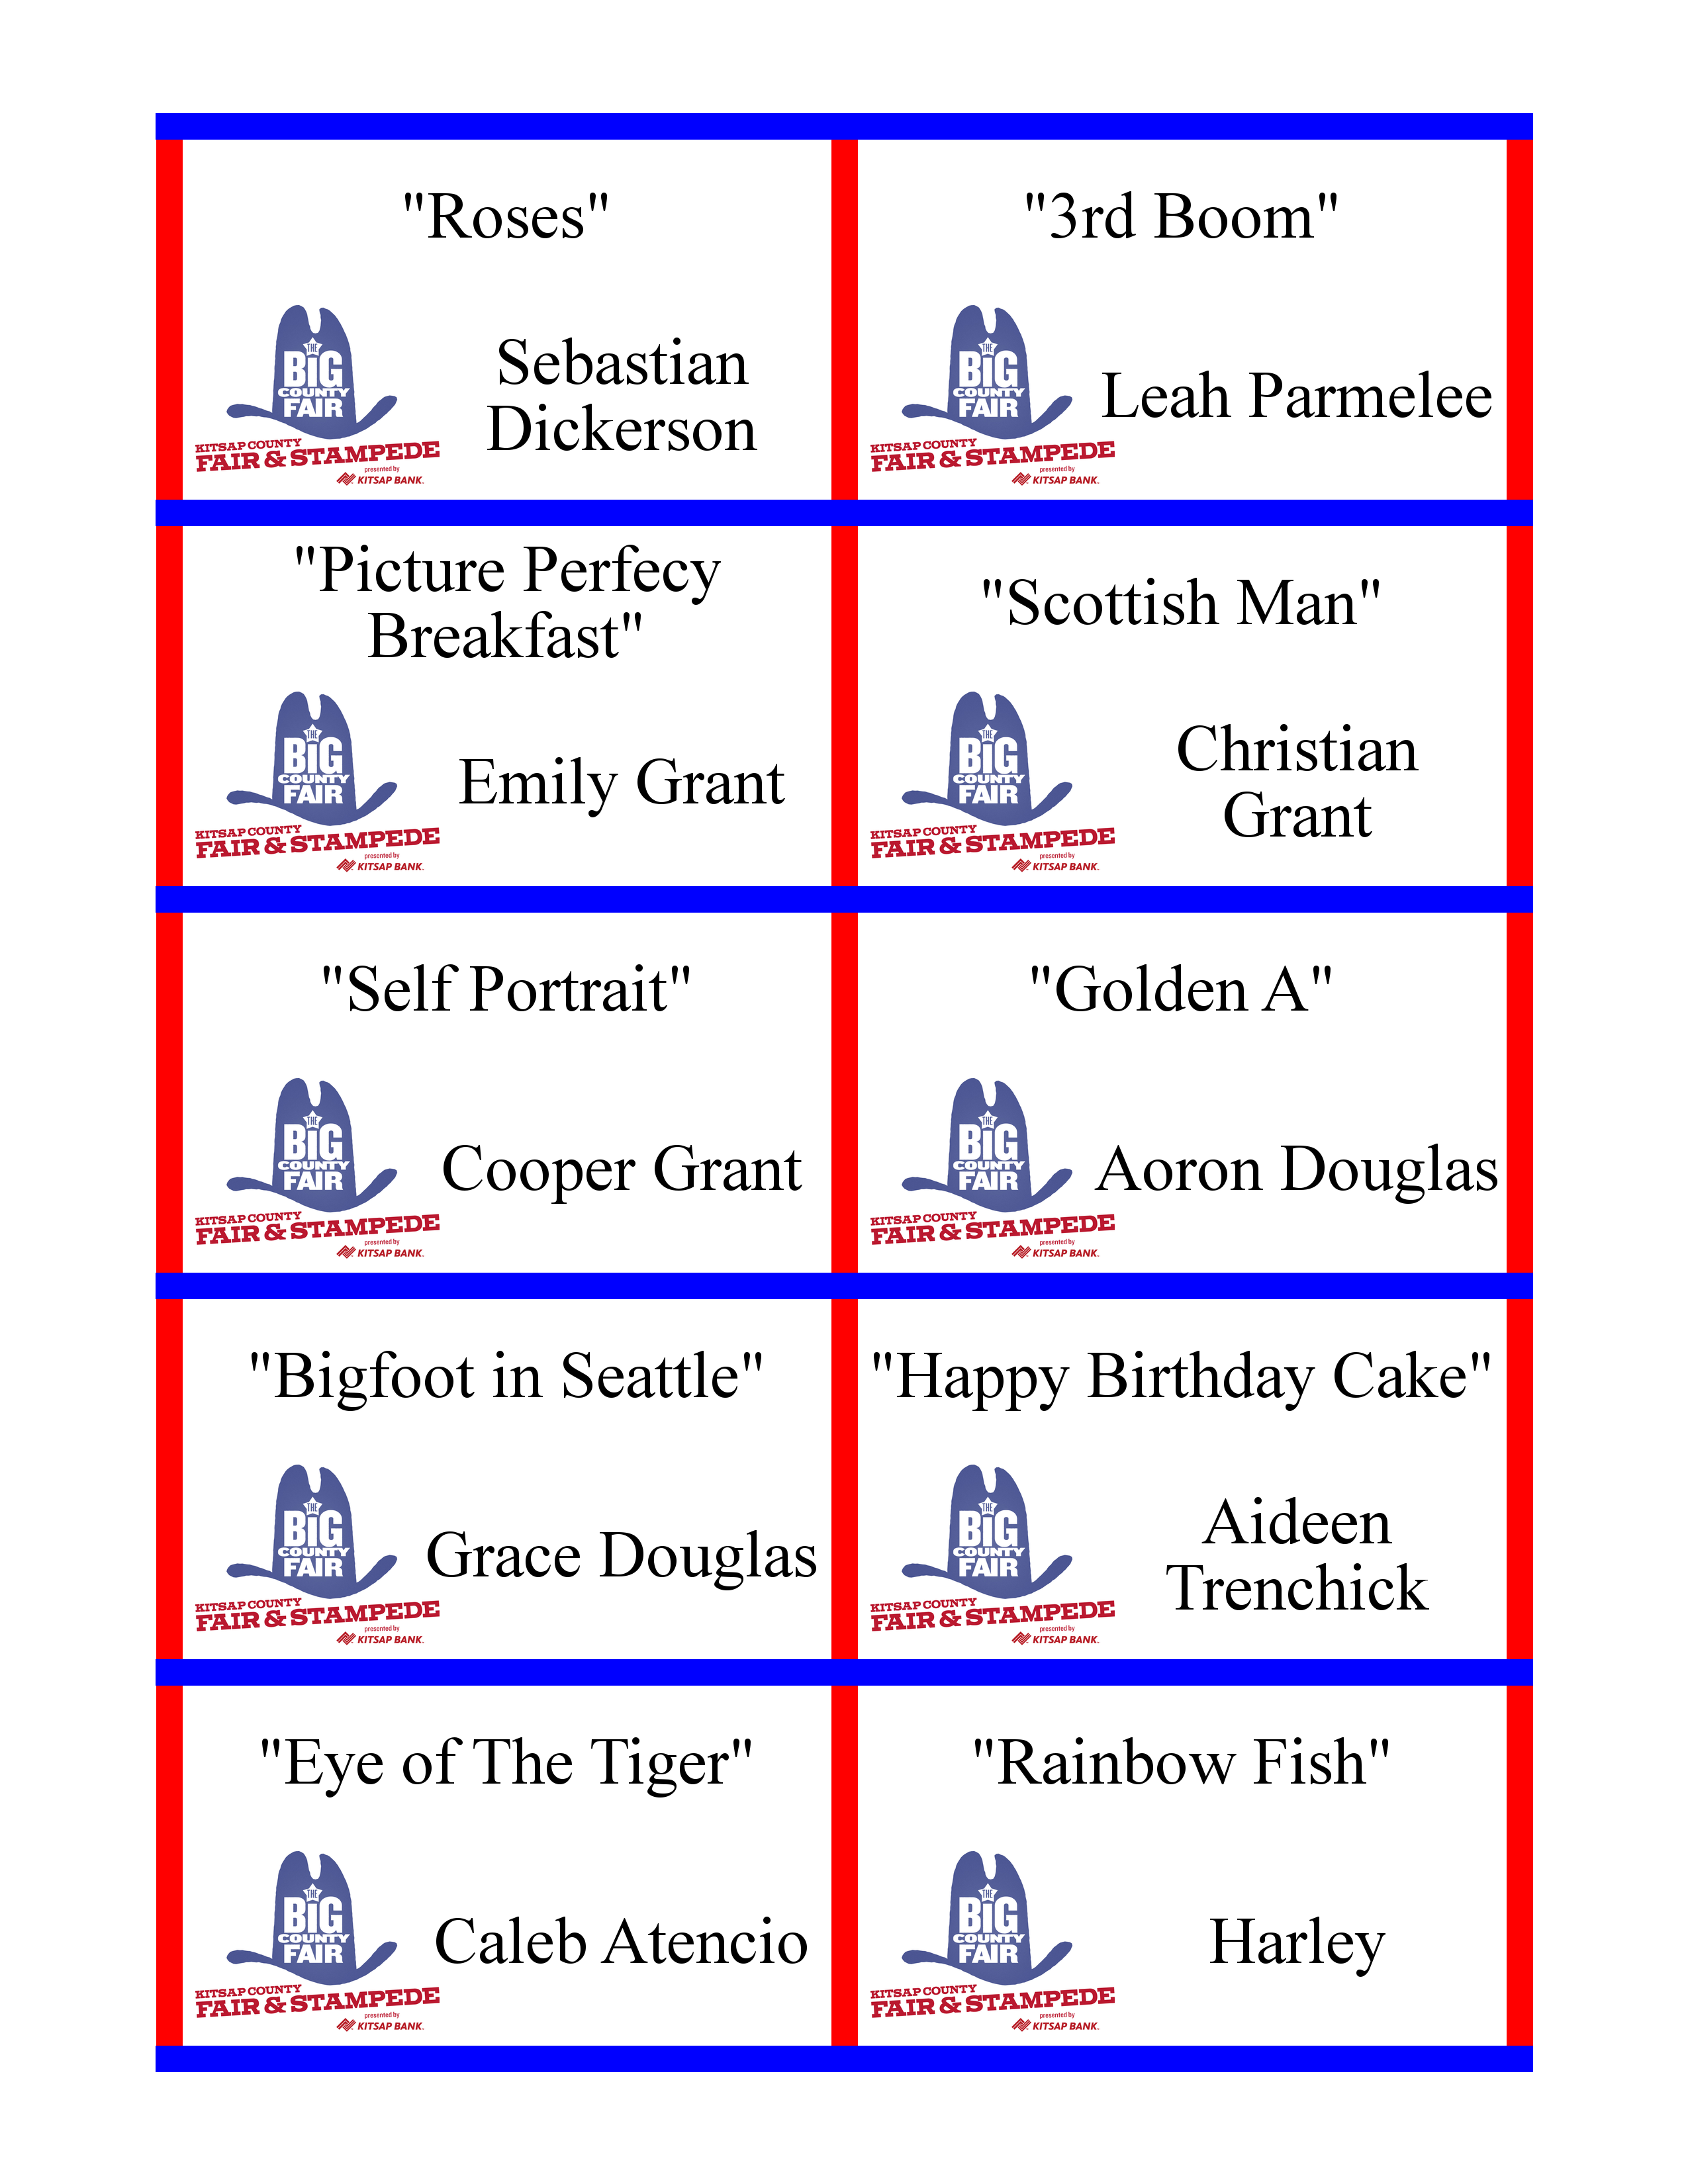 "Roses"
THE
BIG
COUNTY
FAIR
Sebastian
Dickerson
KITSAP COUNTY
FAIR & STAMPEDE
presented by
KITSAP BANK.
"3rd Boom"
THE
BIG
COUNTY
FAIR
Leah Parmelee
KITSAP COUNTY
FAIR & STAMPEDE
presented by
KITSAP BANK.
"Picture Perfecy
Breakfast"
THE
BIG
COUNTY
FAIR
Emily Grant
KITSAP COUNTY
FAIR & STAMPEDE
presented by
KITSAP BANK.
"Scottish Man"
THE
BIG
COUNTY
FAIR
Christian
Grant
KITSAP COUNTY
FAIR & STAMPEDE
presented by
KITSAP BANK.
"Self Portrait"
THE
BIG
COUNTY
FAIR
Cooper Grant
KITSAP COUNTY
FAIR & STAMPEDE
presented by
KITSAP BANK.
"Golden A"
THE
BIG
COUNTY
FAIR
Aoron Douglas
KITSAP COUNTY
FAIR & STAMPEDE
presented by
KITSAP BANK.
"Bigfoot in Seattle"
THE
BIG
COUNTY
FAIR
Grace Douglas
KITSAP COUNTY
FAIR & STAMPEDE
presented by
KITSAP BANK.
"Happy Birthday Cake"
THE
BIG
COUNTY
FAIR
Aideen
Trenchick
KITSAP COUNTY
FAIR & STAMPEDE
presented by
KITSAP BANK.
"Eye of The Tiger"
THE
BIG
COUNTY
FAIR
Caleb Atencio
KITSAP COUNTY
FAIR & STAMPEDE
presented by
KITSAP BANK.
"Rainbow Fish"
THE
BIG
COUNTY
FAIR
Harley
KITSAP COUNTY
FAIR & STAMPEDE
presented by
KITSAP BANK.